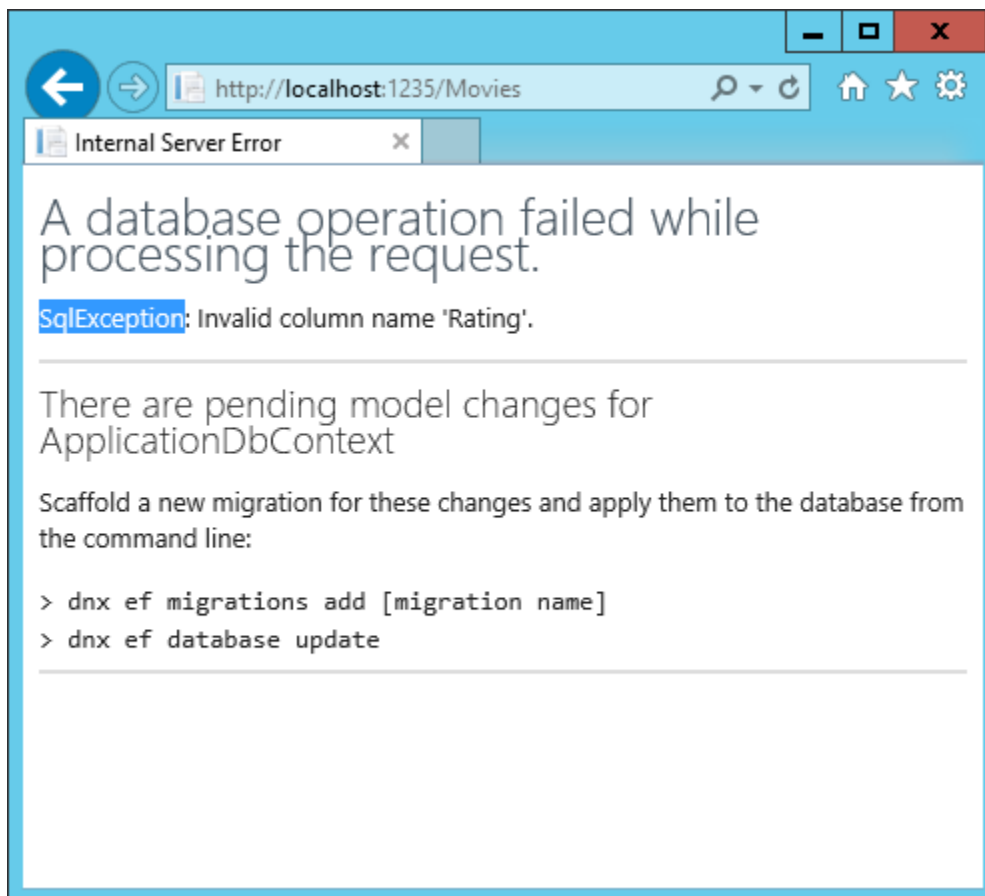 http://localhost:1235/Movies
Internal Server Error
A database operation failed while
processing the request.
SqlException: Invalid column name 'Rating'.
There are pending model changes for
ApplicationDbContext
Scaffold a new migration for these changes and apply them to the database from
the command line:
> dnx ef migrations add [migration name]
> dnx ef database update